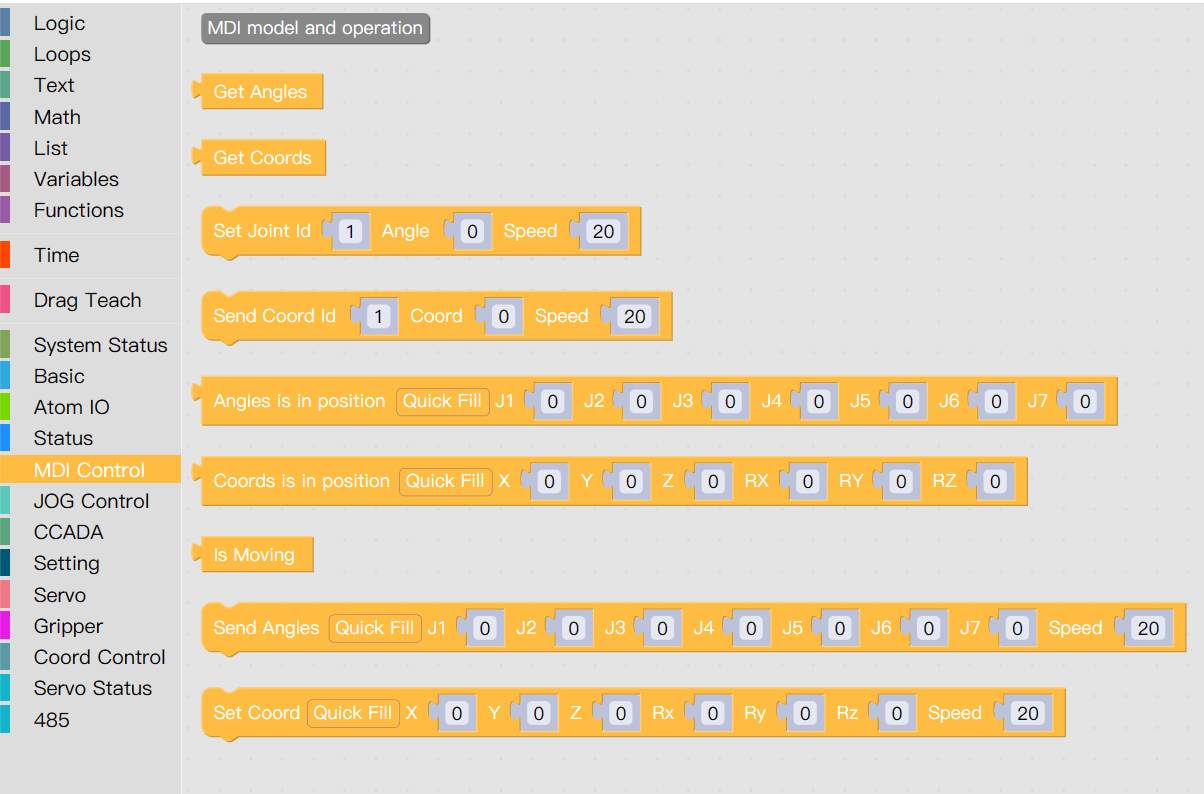 Logic
Loops
Text
Math
List
Variables
Functions
Time
Drag Teach
System Status
Basic
Atom IO
Status
MDI Control
JOG Control
CCADA
Setting
Servo
Gripper
Coord Control
Servo Status
485
MDI model and operation
Get Angles
Get Coords
Set Joint Id 1 Angle 0 Speed 20
Send Coord Id 1 Coord 0 Speed 20
Angles is in position Quick Fill J1 0 J2 0 J3 0 J4 0 J5 0 J6 0 J7 0
Coords is in position Quick Fill X 0 Y 0 Z 0 RX 0 RY 0 RZ 0
Is Moving
Send Angles Quick Fill J1 0 J2 0 J3 0 J4 0 J5 0 J6 0 J7 0 Speed 20
Set Coord Quick Fill X 0 Y 0 Z 0 Rx 0 Ry 0 Rz 0 Speed 20